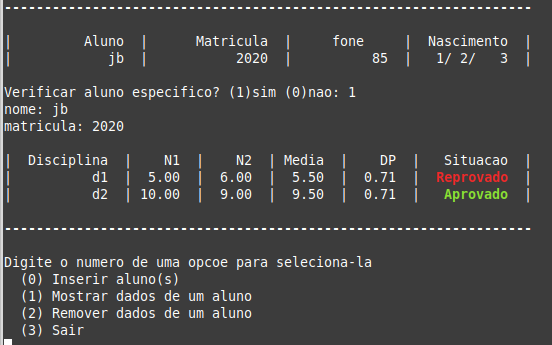 ------------------------------------------------------------------
|         Aluno  |      Matricula  |     fone     |  Nascimento  |
|            jb  |           2020  |          85  |   1/ 2/   3  |
Verificar aluno especifico? (1)sim (0)nao: 1
nome: jb
matricula: 2020
|  Disciplina  |    N1  |    N2  | Media  |    DP  |   Situacao  |
|          d1  |  5.00  |  6.00  |  5.50  |  0.71  |  Reprovado  |
|          d2  | 10.00  |  9.00  |  9.50  |  0.71  |   Aprovado  |
------------------------------------------------------------------
Digite o numero de uma opcoe para seleciona-la
(0) Inserir aluno(s)
(1) Mostrar dados de um aluno
(2) Remover dados de um aluno
(3) Sair